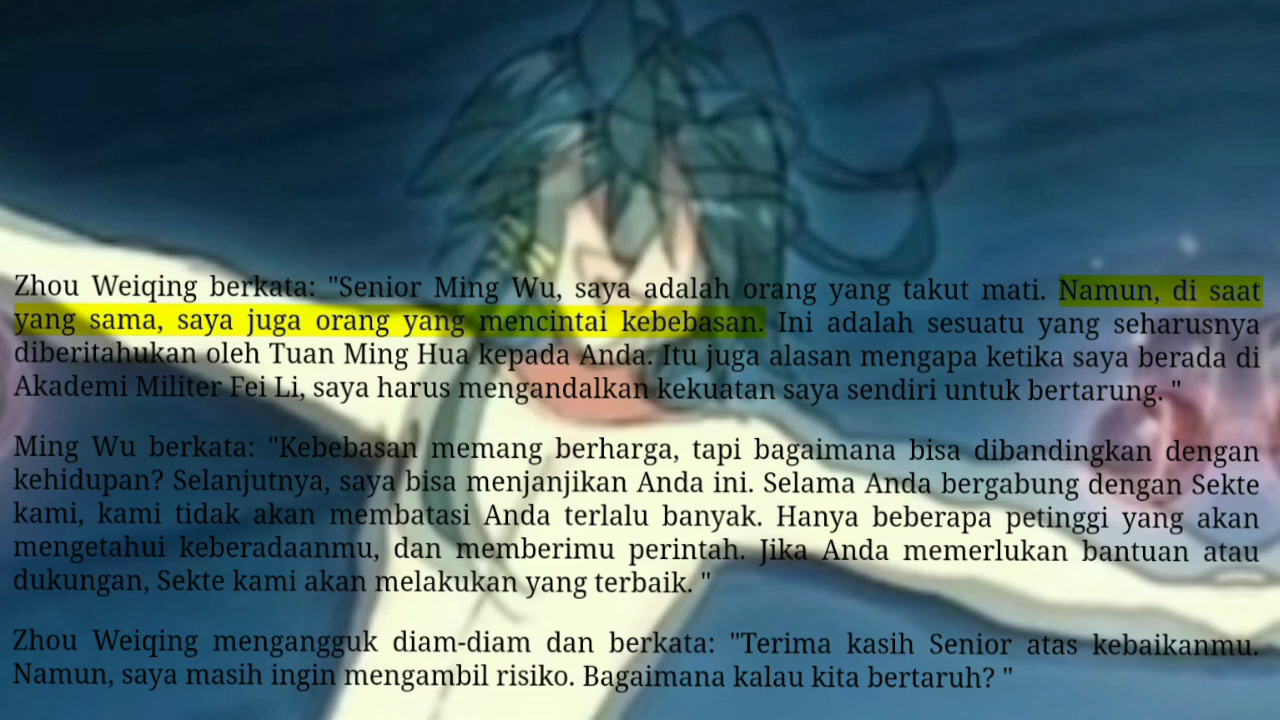 Zhou Weiqing berkata: "Senior Ming Wu, saya adalah orang yang takut mati. Namun, di saat
yang sama, saya juga orang yang mencintai kebebasan. Ini adalah sesuatu yang seharusnya
diberitahukan oleh Tuan Ming Hua kepada Anda. Itu juga alasan mengapa ketika saya berada di
Akademi Militer Fei Li, saya harus mengandalkan kekuatan saya sendiri untuk bertarung. "
Ming Wu berkata: "Kebebasan memang berharga, tapi bagaimana bisa dibandingkan dengan
kehidupan? Selanjutnya, saya bisa menjanjikan Anda ini. Selama Anda bergabung dengan Sekte
kami, kami tidak akan membatasi Anda terlalu banyak. Hanya beberapa petinggi yang akan
mengetahui keberadaanmu, dan memberimu perintah. Jika Anda memerlukan bantuan atau
dukungan, Sekte kami akan melakukan yang terbaik. "
Zhou Weiqing mengangguk diam-diam dan berkata: "Terima kasih Senior atas kebaikanmu.
Namun, saya masih ingin mengambil risiko. Bagaimana kalau kita bertaruh? "